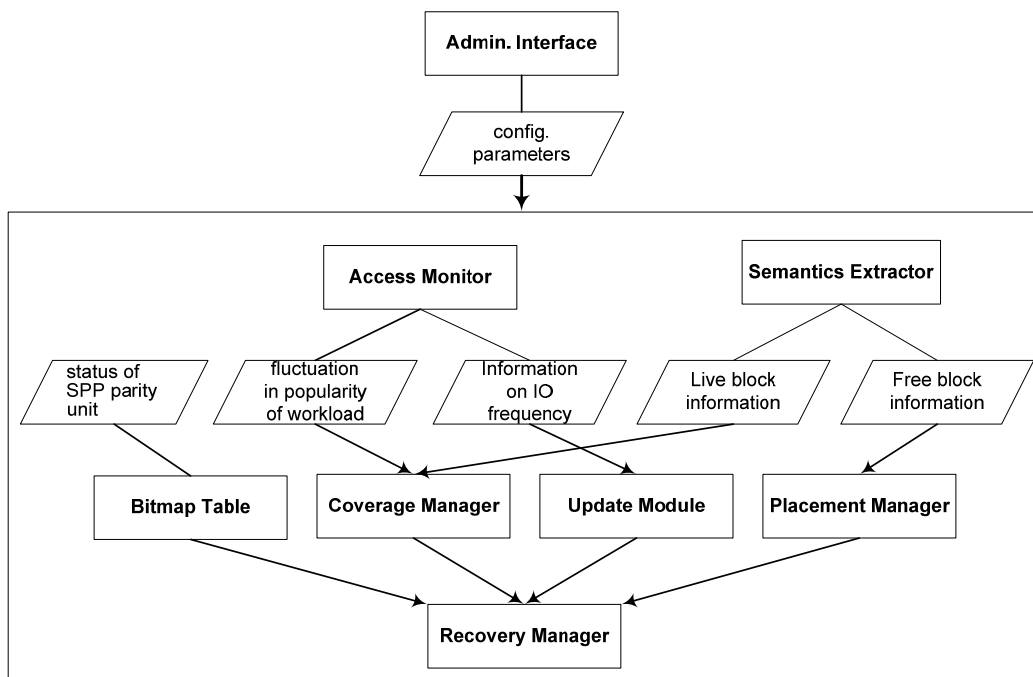 Admin. Interface
config.
parameters
Access Monitor
Semantics Extractor
status of
SPP parity
unit
fluctuation
in popularity
of workload
Information
on IO
frequency
Live block
information
Free block
information
Bitmap Table
Coverage Manager
Update Module
Placement Manager
Recovery Manager